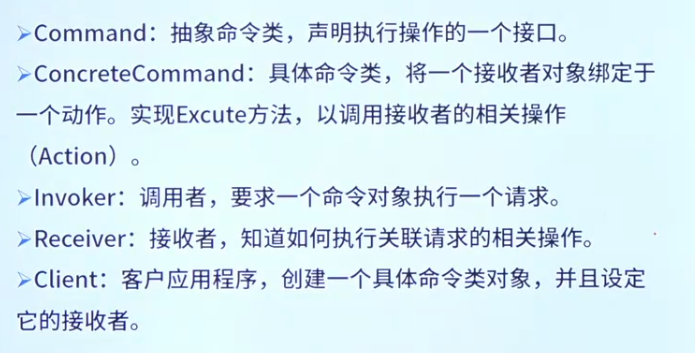 ➢Command：抽象命令类，声明执行操作的一个接口。
➢ConcreteCommand：具体命令类，将一个接收者对象绑定于
一个动作。实现Excute方法，以调用接收者的相关操作
（Action）。
➢Invoker：调用者，要求一个命令对象执行一个请求。
➢Receiver：接收者，知道如何执行关联请求的相关操作。
➢Client：客户应用程序，创建一个具体命令类对象，并且设定
它的接收者。